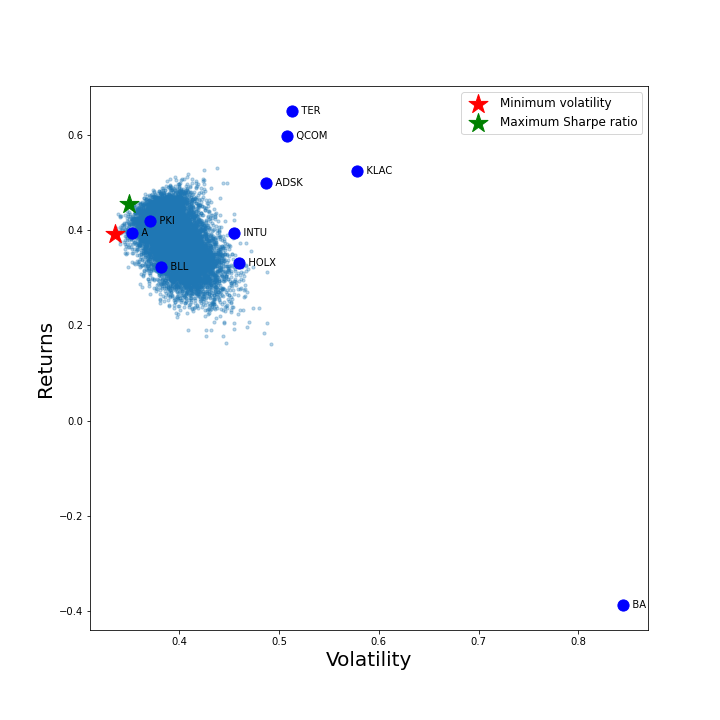 Minimum volatility
Maximum Sharpe ratio
TER
QCOM
KLAC
ADSK
PKI
A
INTU
BLL
HOLX
BA
0.6
0.4
0.2
0.0
−0.2
−0.4
Returns
0.4
0.5
0.6
0.7
0.8
Volatility